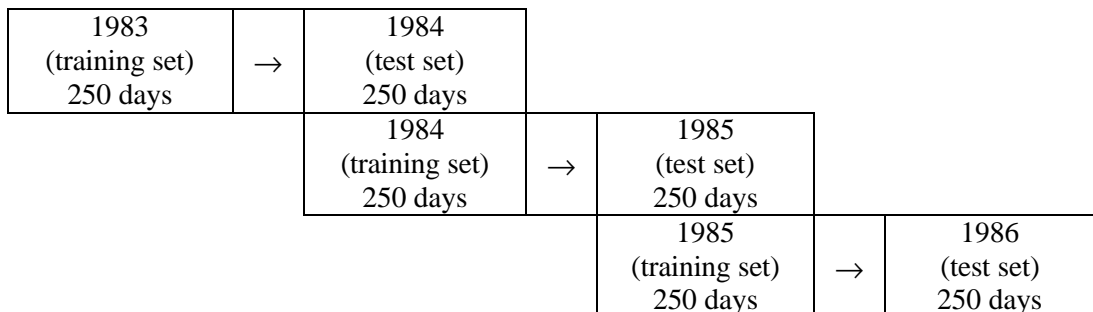 1983
(training set)
250 days
→
1984
(test set)
250 days
1984
(training set)
250 days
→
1985
(test set)
250 days
1985
(training set)
250 days
→
1986
(test set)
250 days